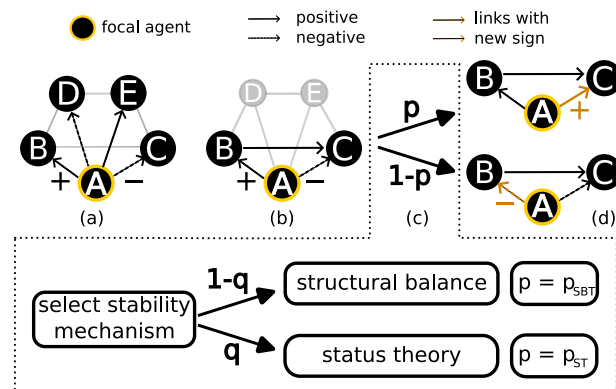 focal agent
positive
negative
links with
new sign
D E
B C
+ A −
(a)
D E
B C
+ A −
(b)
p
1-p
(c)
B C
A +
B C
− A
(d)
select stability
mechanism
1-q
q
structural balance
p = pSBT
status theory
p = pST